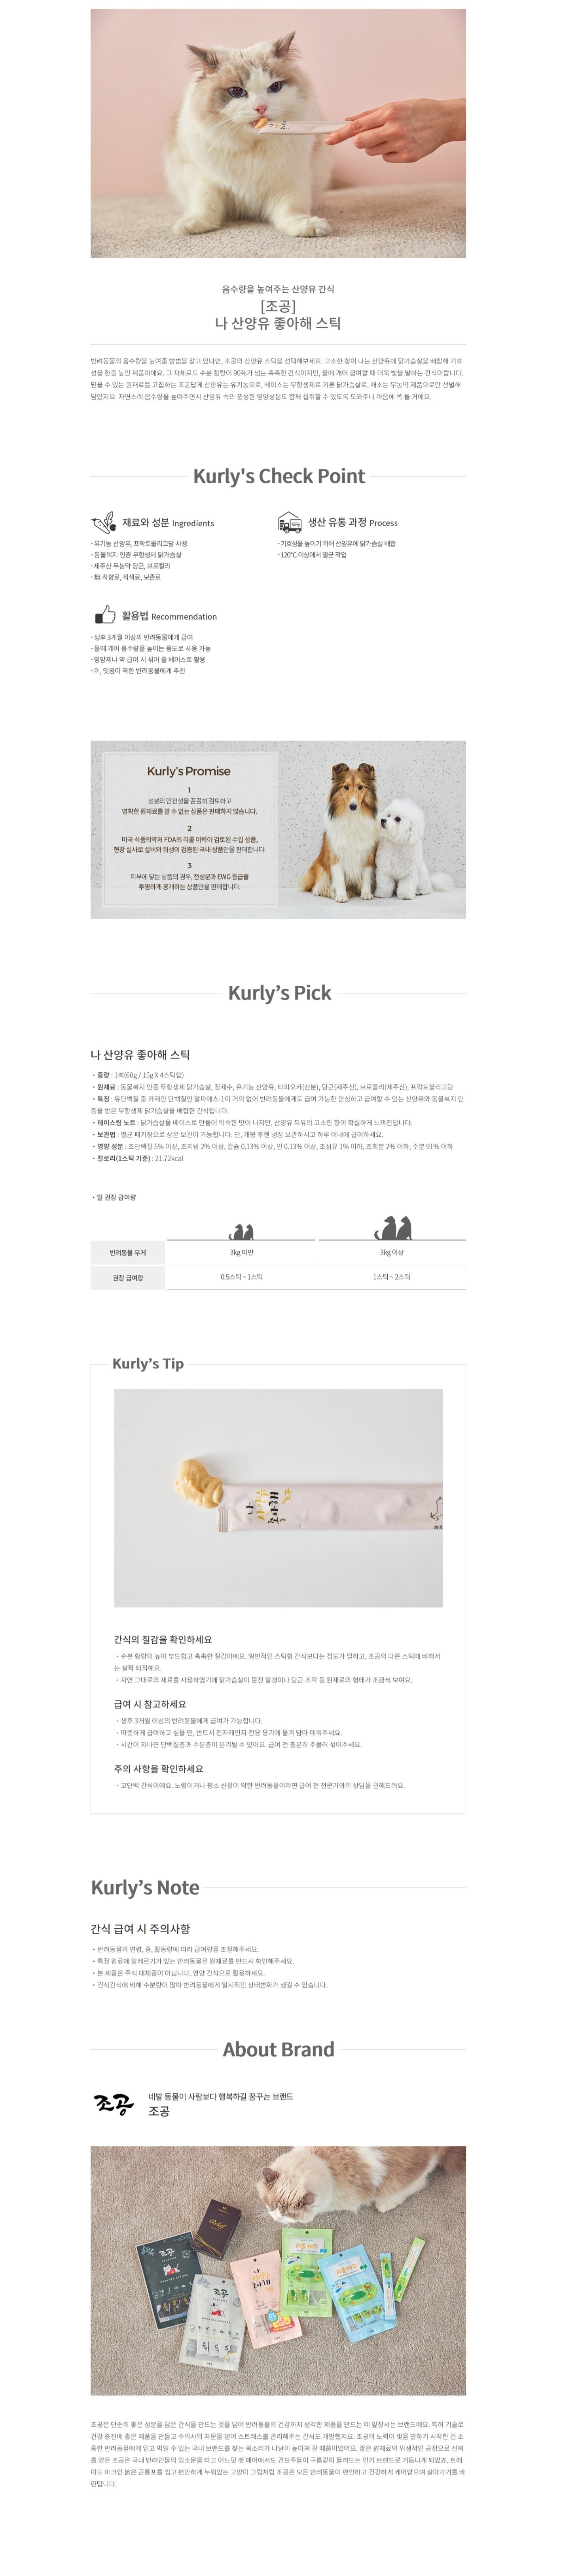 음수량을 높여주는 산양유 간식
[조공]
나 산양유 좋아해 스틱
반려동물의 음수량을 높여줄 방법을 찾고 있다면, 조공의 산양유 스틱을 선택해보세요. 고소한 향이 나는 산양유에 닭가슴살을 배합해 기호
성을 한층 높인 제품이에요. 그 자체로도 수분 함량이 90%가 넘는 촉촉한 간식이지만, 물에 개어 급여할 때 더욱 빛을 발하는 간식이랍니다.
믿을 수 있는 원재료를 고집하는 조공답게 산양유는 유기농으로, 베이스는 무항생제로 기른 닭가슴살로, 채소는 무농약 제품으로만 선별해
담았지요. 자연스레 음수량을 높여주면서 산양유 속의 풍성한 영양성분도 함께 섭취할 수 있도록 도와주니 마음에 쏙 들 거예요.
Kurly's Check Point
재료와 성분 Ingredients
· 유기농 산양유, 프락토올리고당 사용
· 동물복지 인증 무항생제 닭가슴살
· 제주산 무농약 당근, 브로컬리
· 無 착향료, 착색료, 보존료
생산 유통 과정 Process
· 기호성을 높이기 위해 산양유에 닭가슴살 배합
· 120℃ 이상에서 멸균 작업
활용법 Recommendation
· 생후 3개월 이상의 반려동물에게 급여
· 물에 개어 음수량을 높이는 용도로 사용 가능
· 영양제나 약 급여 시 섞어 줄 베이스로 활용
· 이, 잇몸이 약한 반려동물에게 추천
Kurly's Promise
1
성분의 안전성을 꼼꼼히 검토하고
명확한 원재료를 알 수 없는 상품은 판매하지 않습니다.
2
미국 식품의약처 FDA의 리콜 이력이 검토된 수입 상품,
현장 실사로 설비와 위생이 검증된 국내 상품만을 판매합니다.
3
피부에 닿는 상품의 경우, 전성분과 EWG 등급을
투명하게 공개하는 상품만을 판매합니다.
Kurly's Pick
나 산양유 좋아해 스틱
· 중량 : 1팩(60g / 15g X 4스틱입)
· 원재료 : 동물복지 인증 무항생제 닭가슴살, 정제수, 유기농 산양유, 타피오카(전분), 당근(제주산), 브로콜리(제주산), 프락토올리고당
· 특징 : 유단백질 중 카제인 단백질인 알파에스-1이 거의 없어 반려동물에게도 급여 가능한 안심하고 급여할 수 있는 산양유와 동물복지 인
증을 받은 무항생제 닭가슴살을 배합한 간식입니다.
· 테이스팅 노트 : 닭가슴살을 베이스로 만들어 익숙한 맛이 나지만, 산양유 특유의 고소한 향이 확실하게 느껴진답니다.
· 보관법 : 멸균 패키징으로 상온 보관이 가능합니다. 단, 개봉 후엔 냉장 보관하시고 하루 이내에 급여하세요.
· 영양 성분 : 조단백질 5% 이상, 조지방 2% 이상, 칼슘 0.13% 이상, 인 0.13% 이상, 조섬유 1% 이하, 조회분 2% 이하, 수분 91% 이하
· 칼로리(1스틱 기준) : 21.72kcal
· 일 권장 급여량
반려동물 무게 3kg 미만 3kg 이상
권장 급여량 0.5스틱 ~ 1스틱 1스틱 ~ 2스틱
Kurly's Tip
간식의 질감을 확인하세요
· 수분 함량이 높아 부드럽고 촉촉한 질감이에요. 일반적인 스틱형 간식보다는 점도가 덜하고, 조공의 다른 스틱에 비해서
는 살짝 되직해요.
· 자연 그대로의 재료를 사용하였기에 닭가슴살이 뭉친 알갱이나 당근 조각 등 원재료의 형태가 조금씩 보여요.
급여 시 참고하세요
· 생후 3개월 이상의 반려동물에게 급여가 가능합니다.
· 따뜻하게 급여하고 싶을 땐, 반드시 전자레인지 전용 용기에 옮겨 담아 데워주세요.
· 시간이 지나면 단백질층과 수분층이 분리될 수 있어요. 급여 전 충분히 주물러 섞어주세요.
주의 사항을 확인하세요
· 고단백 간식이에요. 노령이거나 평소 신장이 약한 반려동물이라면 급여 전 전문가와의 상담을 권해드려요.
Kurly's Note
간식 급여 시 주의사항
· 반려동물의 연령, 종, 활동량에 따라 급여량을 조절해주세요.
· 특정 원료에 알레르기가 있는 반려동물은 원재료를 반드시 확인해주세요.
· 본 제품은 주식 대체품이 아닙니다. 영양 간식으로 활용하세요.
· 건식간식에 비해 수분량이 많아 반려동물에게 일시적인 상태변화가 생길 수 있습니다.
About Brand
조공
네발 동물이 사람보다 행복하길 꿈꾸는 브랜드
조공
조공은 단순히 좋은 성분을 담은 간식을 만드는 것을 넘어 반려동물의 건강까지 생각한 제품을 만드는 데 앞장서는 브랜드예요. 특허 기술로
건강 증진에 좋은 제품을 만들고 수의사의 자문을 얻어 스트레스를 관리해주는 간식도 개발했지요. 조공의 노력이 빛을 발하기 시작한 건 소
중한 반려동물에게 믿고 먹일 수 있는 국내 브랜드를 찾는 목소리가 나날이 높아져 갈 때쯤이었어요. 좋은 원재료와 위생적인 공정으로 신뢰
를 얻은 조공은 국내 반려인들의 입소문을 타고 어느덧 펫 페어에서도 견묘주들이 구름같이 몰려드는 인기 브랜드로 거듭나게 되었죠. 트레
이드 마크인 붉은 곤룡포를 입고 편안하게 누워있는 고양이 그림처럼 조공은 모든 반려동물이 편안하고 건강하게 케어받으며 살아가기를 바
란답니다.